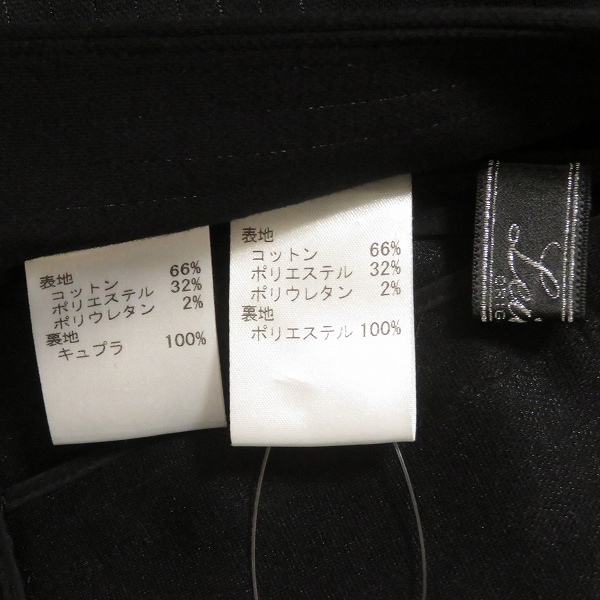 表地
コットン 66%
ポリエステル 32%
ポリウレタン 2%
裏地
キュプラ 100%
表地
コットン 66%
ポリエステル 32%
ポリウレタン 2%
裏地
ポリエステル 100%